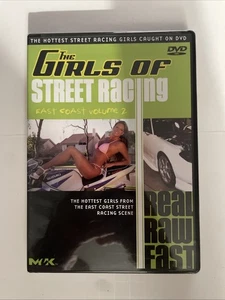 THE HOTTEST STREET RACING GIRLS CAUGHT ON DVD
DVD
THE
GIRLS OF
STREET RACING
EAST COAST VOLUME 2
THE HOTTEST GIRLS FROM
THE EAST COAST STREET
RACING SCENE
Real
Raw
Fast